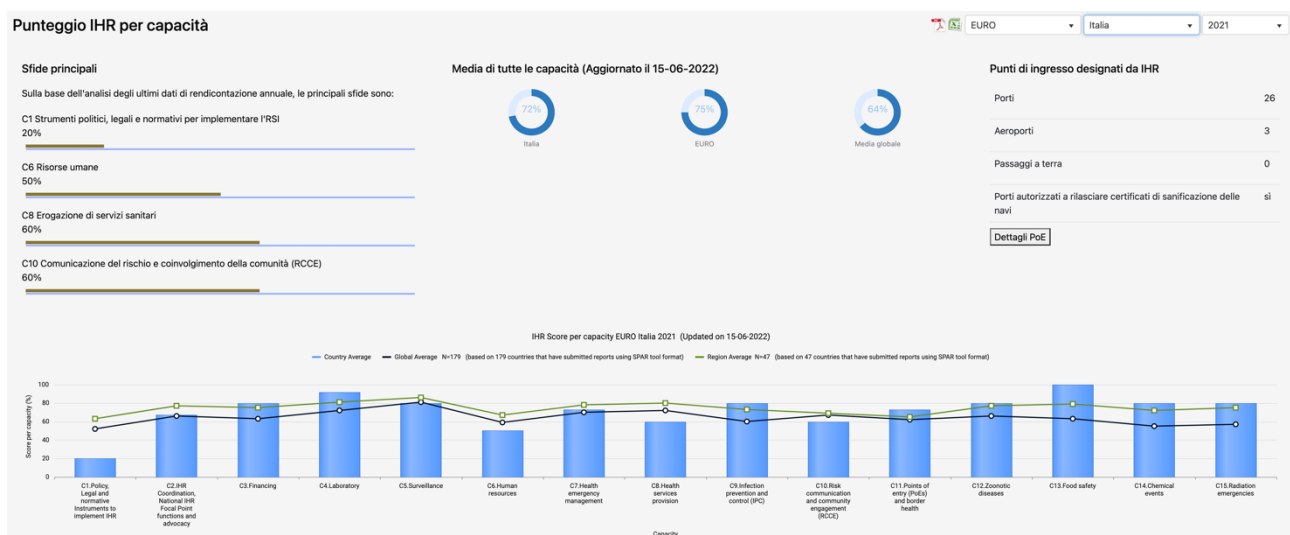 Punteggio IHR per capacità
EURO
Italia
2021
Sfide principali
Sulla base dell'analisi degli ultimi dati di rendicontazione annuale, le principali sfide sono:
C1 Strumenti politici, legali e normativi per implementare l'RSI
20%
C6 Risorse umane
50%
C8 Erogazione di servizi sanitari
60%
C10 Comunicazione del rischio e coinvolgimento della comunità (RCCE)
60%
Media di tutte le capacità (Aggiornato il 15-06-2022)
72%
Italia
75%
EURO
64%
Media globale
Punti di ingresso designati da IHR
Porti 26
Aeroporti 3
Passaggi a terra 0
Porti autorizzati a rilasciare certificati di sanificazione delle sì
navi
Dettagli PoE
IHR Score per capacity EURO Italia 2021 (Updated on 15-06-2022)
Country Average Global Average N=179 (based on 179 countries that have submitted reports using SPAR tool format) Region Average N=47 (based on 47 countries that have submitted reports using SPAR tool format)
Score per capacity (%)
100
80
60
40
20
0
C1.Policy,
Legal and
normative
Instruments to
implement IHR
C2.IHR
Coordination,
National IHR
Focal Point
functions and
advocacy
C3.Financing
C4.Laboratory
C5.Surveillance
C6.Human
resources
C7.Health
emergency
management
C8.Health
services
provision
C9.Infection
prevention and
control (IPC)
C10.Risk
communication
and community
engagement
(RCCE)
C11.Points of
entry (PoEs)
and border
health
C12.Zoonotic
diseases
C13.Food safety
C14.Chemical
events
C15.Radiation
emergencies
Capacity